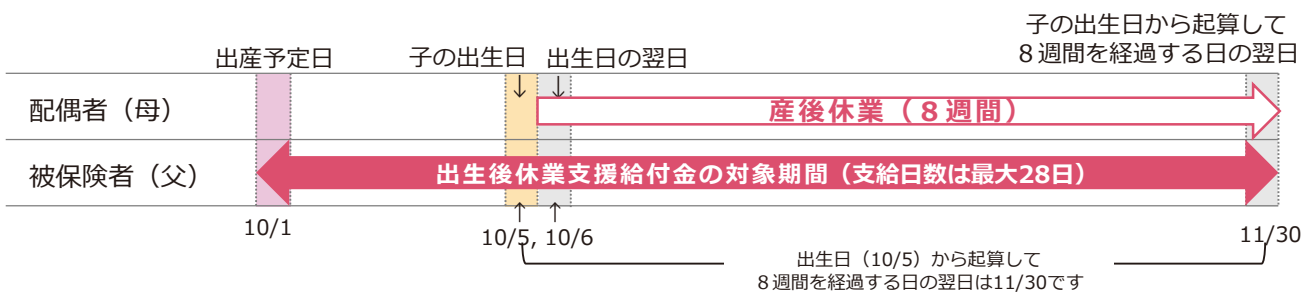 子の出生日から起算して
８週間を経過する日の翌日
出産予定日
子の出生日
出生日の翌日
↓
↓
配偶者（母）
産後休業（８週間）
被保険者（父）
出生後休業支援給付金の対象期間（支給日数は最大28日）
↑
↑
10/1
10/5, 10/6
11/30
出生日（10/5）から起算して
８週間を経過する日の翌日は11/30です